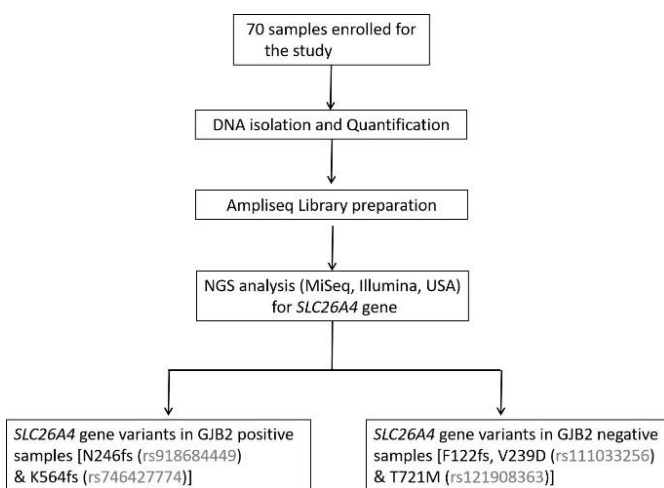 70 samples enrolled for
the study
DNA isolation and Quantification
Ampliseq Library preparation
NGS analysis (MiSeq, Illumina, USA)
for SLC26A4 gene
SLC26A4 gene variants in GJB2 positive
samples [N246fs (rs918684449)
& K564fs (rs746427774)]
SLC26A4 gene variants in GJB2 negative
samples [F122fs, V239D (rs111033256)
& T721M (rs121908363)]